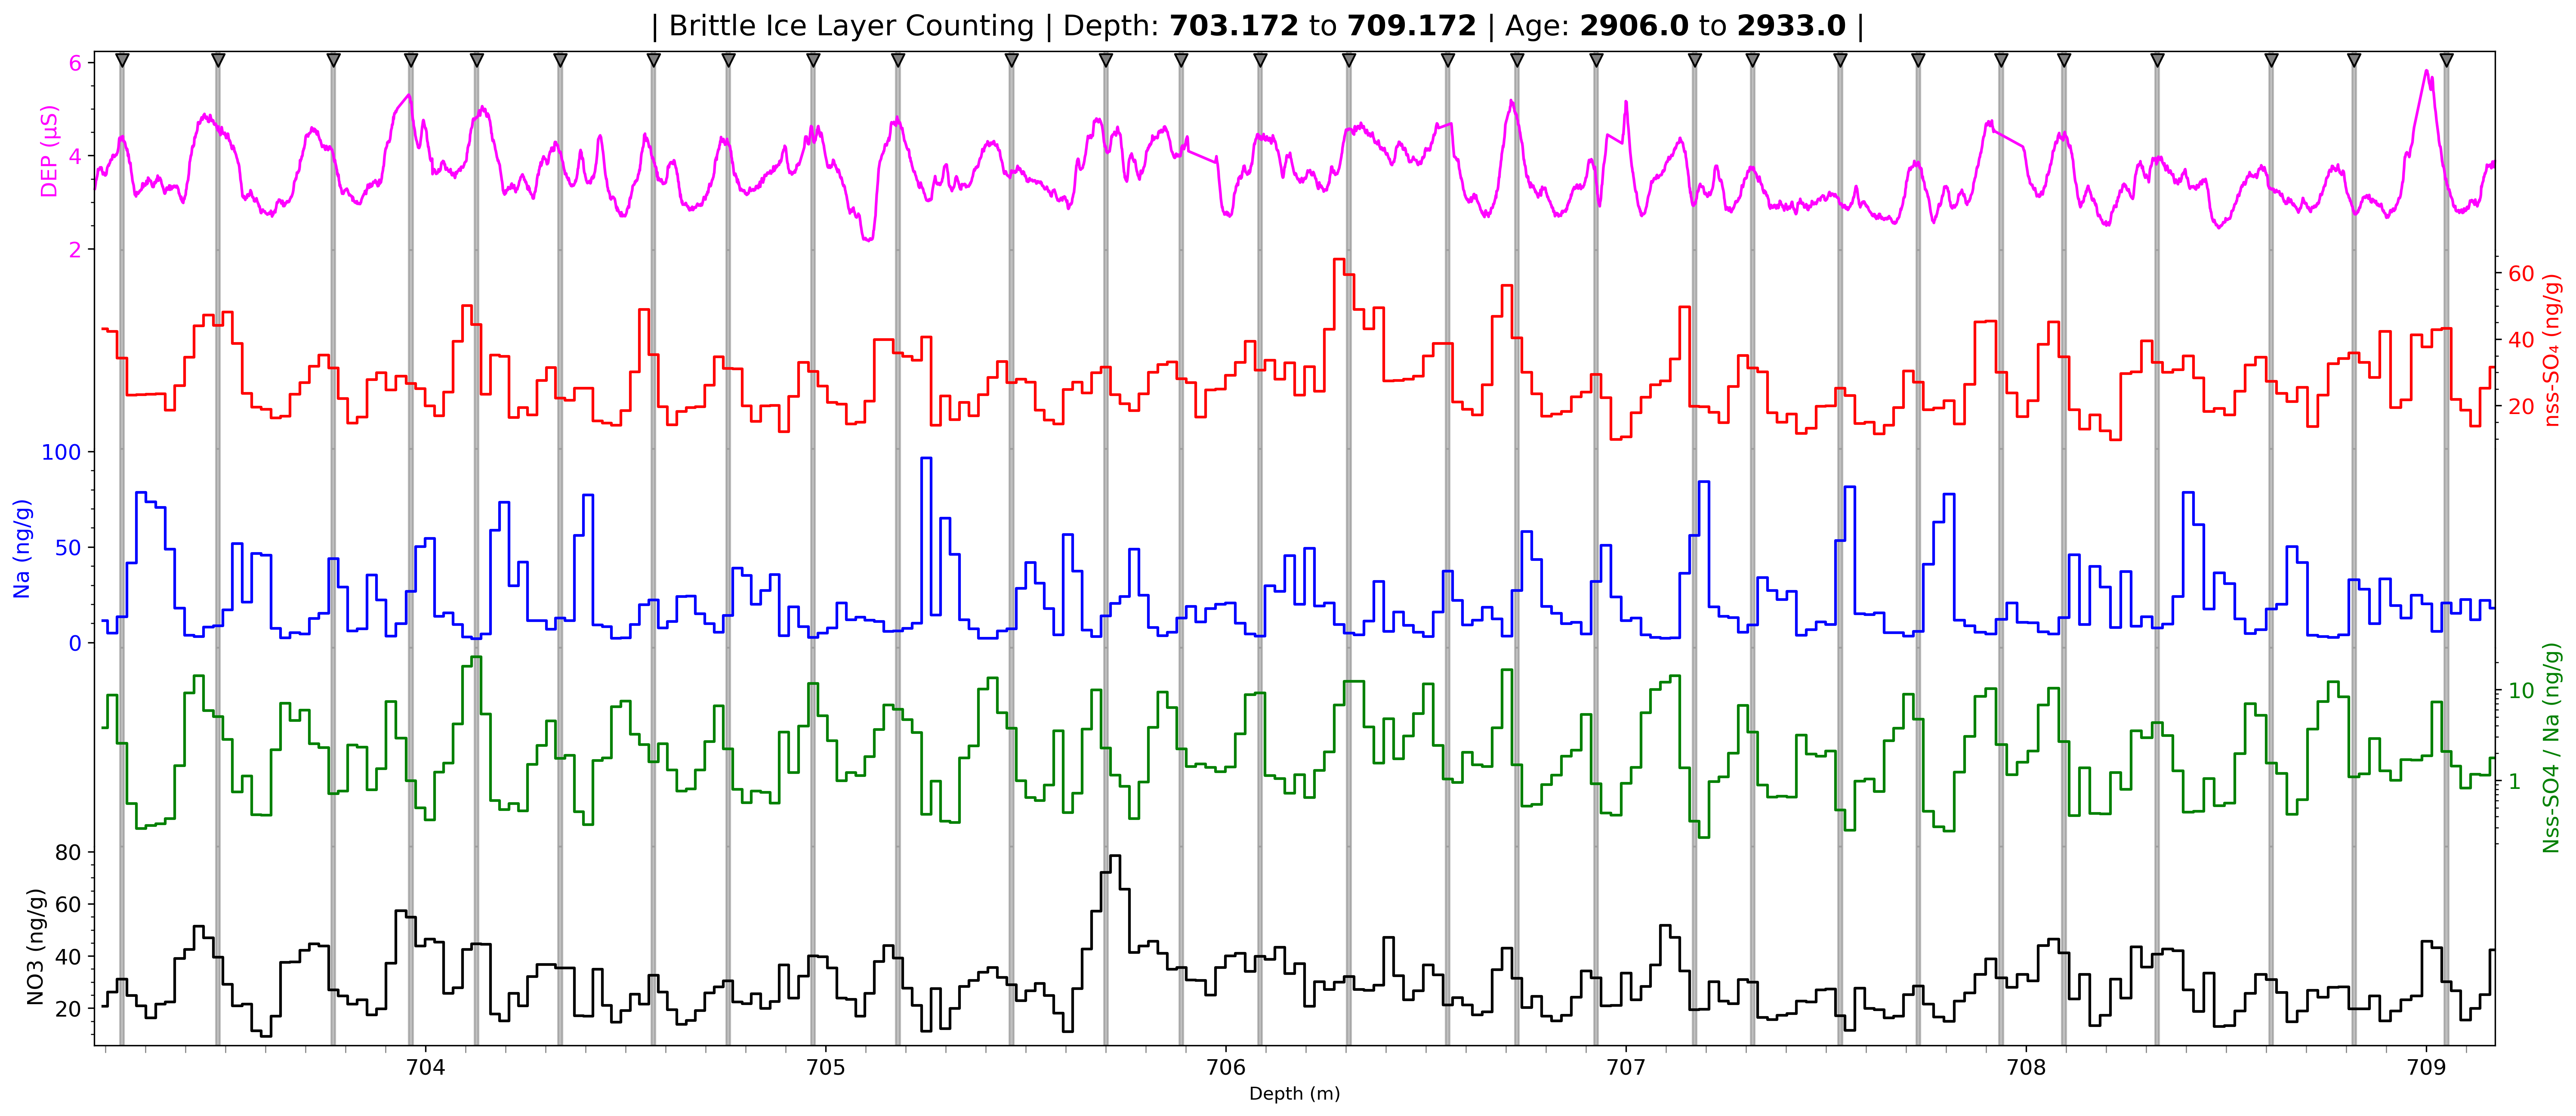 | Brittle Ice Layer Counting | Depth: 703.172 to 709.172 | Age: 2906.0 to 2933.0 |
6
4
2
DEP (μS)
60
40
20
nss-SO₄ (ng/g)
100
50
0
Na (ng/g)
10
1
Nss-SO4 / Na (ng/g)
80
60
40
20
NO3 (ng/g)
704 705 706 707 708 709
Depth (m)